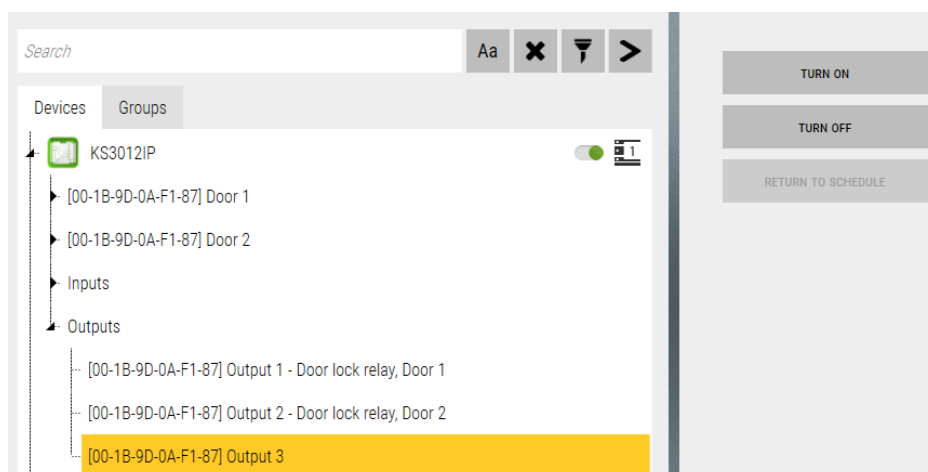 Search
Aa
Devices
Groups
KS3012IP
1
[00-1B-9D-0A-F1-87] Door 1
[00-1B-9D-0A-F1-87] Door 2
Inputs
Outputs
[00-1B-9D-0A-F1-87] Output 1 - Door lock relay, Door 1
[00-1B-9D-0A-F1-87] Output 2 - Door lock relay, Door 2
[00-1B-9D-0A-F1-87] Output 3
TURN ON
TURN OFF
RETURN TO SCHEDULE